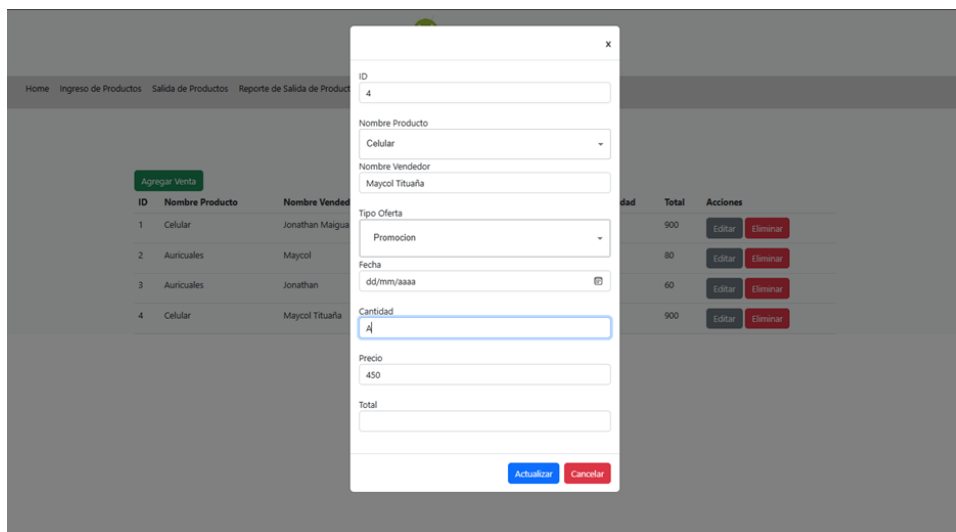 x
Home Ingreso de Productos Salida de Productos Reporte de Salida de Product
ID
4
Nombre Producto
Celular
Nombre Vendedor
Maycol Tituaña
Tipo Oferta
Promocion
Fecha
dd/mm/aaaa
Cantidad
A
Precio
450
Total
Actualizar Cancelar
Agregar Venta
ID Nombre Producto Nombre Vended dad Total Acciones
1 Celular Jonathan Maigua 900 Editar Eliminar
2 Auricuales Maycol 80 Editar Eliminar
3 Auricuales Jonathan 60 Editar Eliminar
4 Celular Maycol Tituaña 900 Editar Eliminar